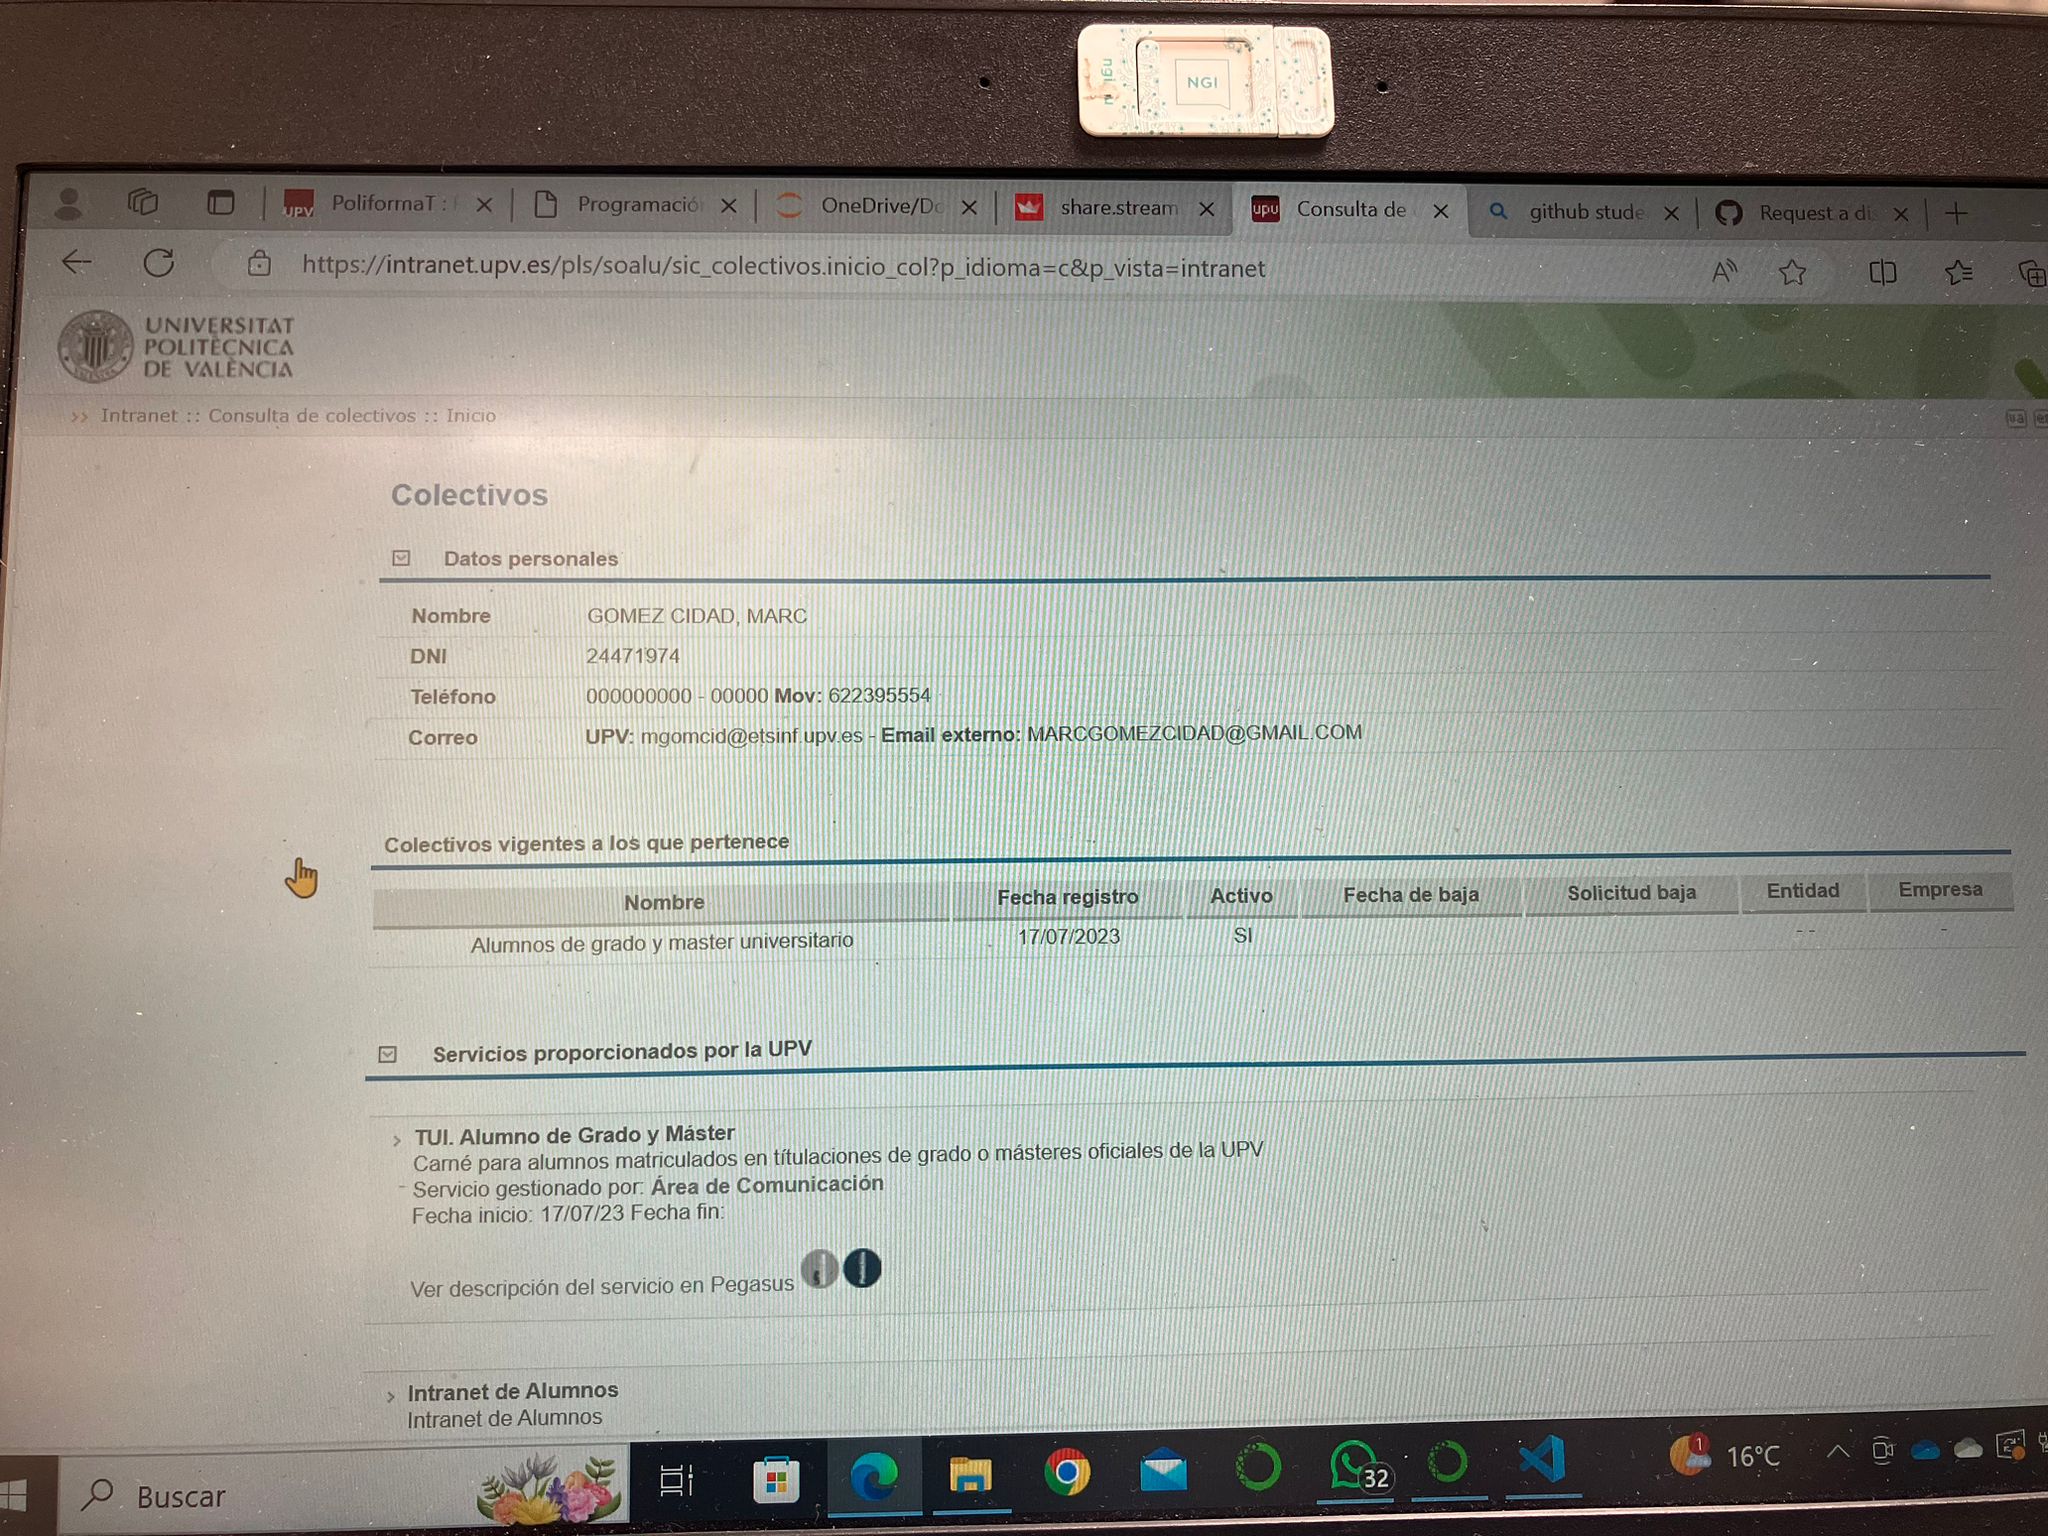 ngi.eu
NGI
PoliformaT :
Programació
OneDrive/Do
share.stream
Consulta de
github stude
Request a di
https://intranet.upv.es/pls/soalu/sic_colectivos.inicio_col?p_idioma=c&p_vista=intranet
UNIVERSITAT
POLITÈCNICA
DE VALÈNCIA
>> Intranet :: Consulta de colectivos :: Inicio
Colectivos
Datos personales
Nombre GOMEZ CIDAD, MARC
DNI 24471974
Teléfono 000000000 - 00000 Mov: 622395554
Correo UPV: mgomcid@etsinf.upv.es - Email externo: MARCGOMEZCIDAD@GMAIL.COM
Colectivos vigentes a los que pertenece
Nombre Fecha registro Activo Fecha de baja Solicitud baja Entidad Empresa
Alumnos de grado y master universitario 17/07/2023 SI - - -
Servicios proporcionados por la UPV
> TUI. Alumno de Grado y Máster
Carné para alumnos matriculados en títulaciones de grado o másteres oficiales de la UPV
Servicio gestionado por: Área de Comunicación
Fecha inicio: 17/07/23 Fecha fin:
Ver descripción del servicio en Pegasus
> Intranet de Alumnos
Intranet de Alumnos
Buscar
32
1
16°C